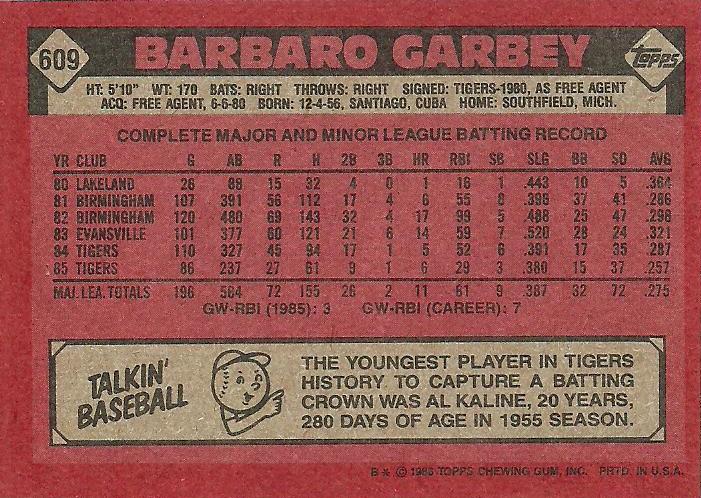 609 BARBARO GARBEY topps
HT: 5'10" WT: 170 BATS: RIGHT THROWS: RIGHT SIGNED: TIGERS-1980, AS FREE AGENT
ACQ: FREE AGENT, 6-6-80 BORN: 12-4-56, SANTIAGO, CUBA HOME: SOUTHFIELD, MICH.
COMPLETE MAJOR AND MINOR LEAGUE BATTING RECORD
YR CLUB G AB R H 2B 3B HR RBI SB SLG BB SO AVG
80 LAKELAND 26 88 15 32 4 0 1 16 1 .443 10 5 .364
81 BIRMINGHAM 107 391 56 112 17 4 6 55 8 .396 37 41 .286
82 BIRMINGHAM 120 480 69 143 32 4 17 99 5 .488 25 47 .298
83 EVANSVILLE 101 377 60 121 21 6 14 59 7 .520 28 24 .321
84 TIGERS 110 327 45 94 17 1 5 52 6 .391 17 35 .287
85 TIGERS 86 237 27 61 9 1 6 29 3 .380 15 37 .257
MAJ. LEA. TOTALS 196 564 72 155 26 2 11 81 9 .387 32 72 .275
GW-RBI (1985): 3 GW-RBI (CAREER): 7
TALKIN'
BASEBALL
THE YOUNGEST PLAYER IN TIGERS
HISTORY TO CAPTURE A BATTING
CROWN WAS AL KALINE, 20 YEARS,
280 DAYS OF AGE IN 1955 SEASON.
B* © 1986 TOPPS CHEWING GUM, INC. PRTD. IN U.S.A.